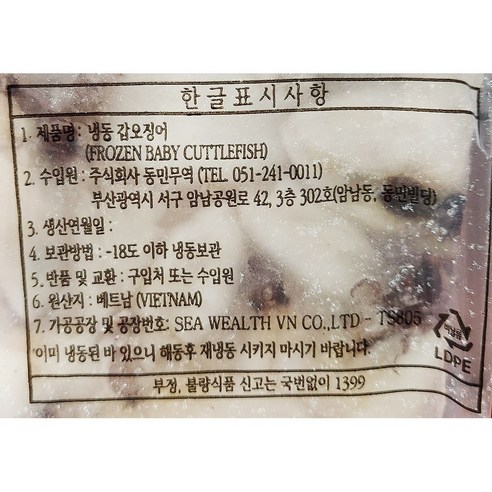 한글표시사항
1. 제품명: 냉동 갑오징어
(FROZEN BABY CUTTLEFISH)
2. 수입원 : 주식회사 동민무역 (TEL 051-241-0011)
부산광역시 서구 암남공원로 42, 3층 302호(암남동, 동민빌딩)
3. 생산연월일 :
4. 보관방법 : -18도 이하 냉동보관
5. 반품 및 교환 : 구입처 또는 수입원
6. 원산지 : 베트남 (VIETNAM)
7. 가공공장 및 공장번호: SEA WEALTH VN CO.,LTD - TS805
이미 냉동된 바 있으니 해동후 재냉동 시키지 마시기 바랍니다.
LDPE
부정, 불량식품 신고는 국번없이 1399